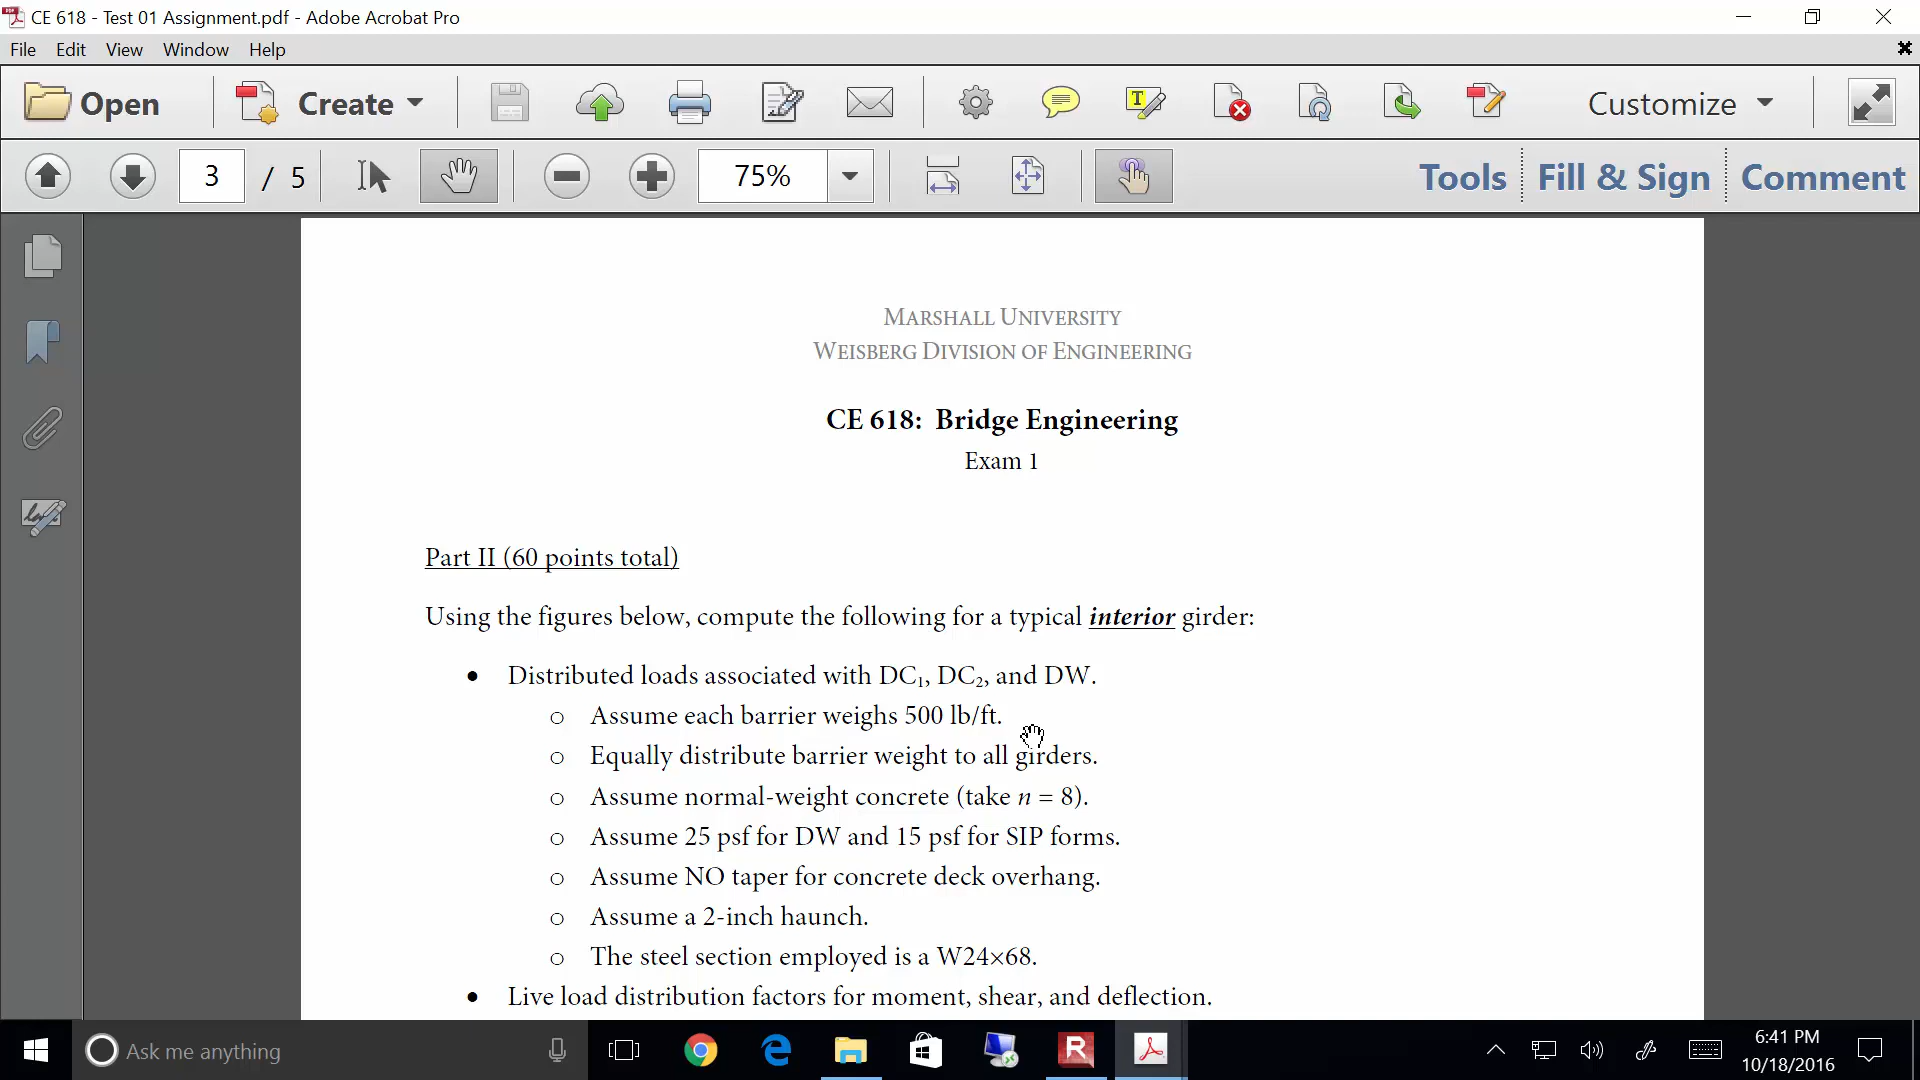 CE 618 - Test 01 Assignment.pdf - Adobe Acrobat Pro
File Edit View Window Help
Open Create Customize
3 / 5 75% Tools Fill & Sign Comment
MARSHALL UNIVERSITY
WEISBERG DIVISION OF ENGINEERING
CE 618: Bridge Engineering
Exam 1
Part II (60 points total)
Using the figures below, compute the following for a typical interior girder:
• Distributed loads associated with DC₁, DC₂, and DW.
o Assume each barrier weighs 500 lb/ft.
o Equally distribute barrier weight to all girders.
o Assume normal-weight concrete (take n = 8).
o Assume 25 psf for DW and 15 psf for SIP forms.
o Assume NO taper for concrete deck overhang.
o Assume a 2-inch haunch.
o The steel section employed is a W24×68.
• Live load distribution factors for moment, shear, and deflection.
Ask me anything
6:41 PM
10/18/2016